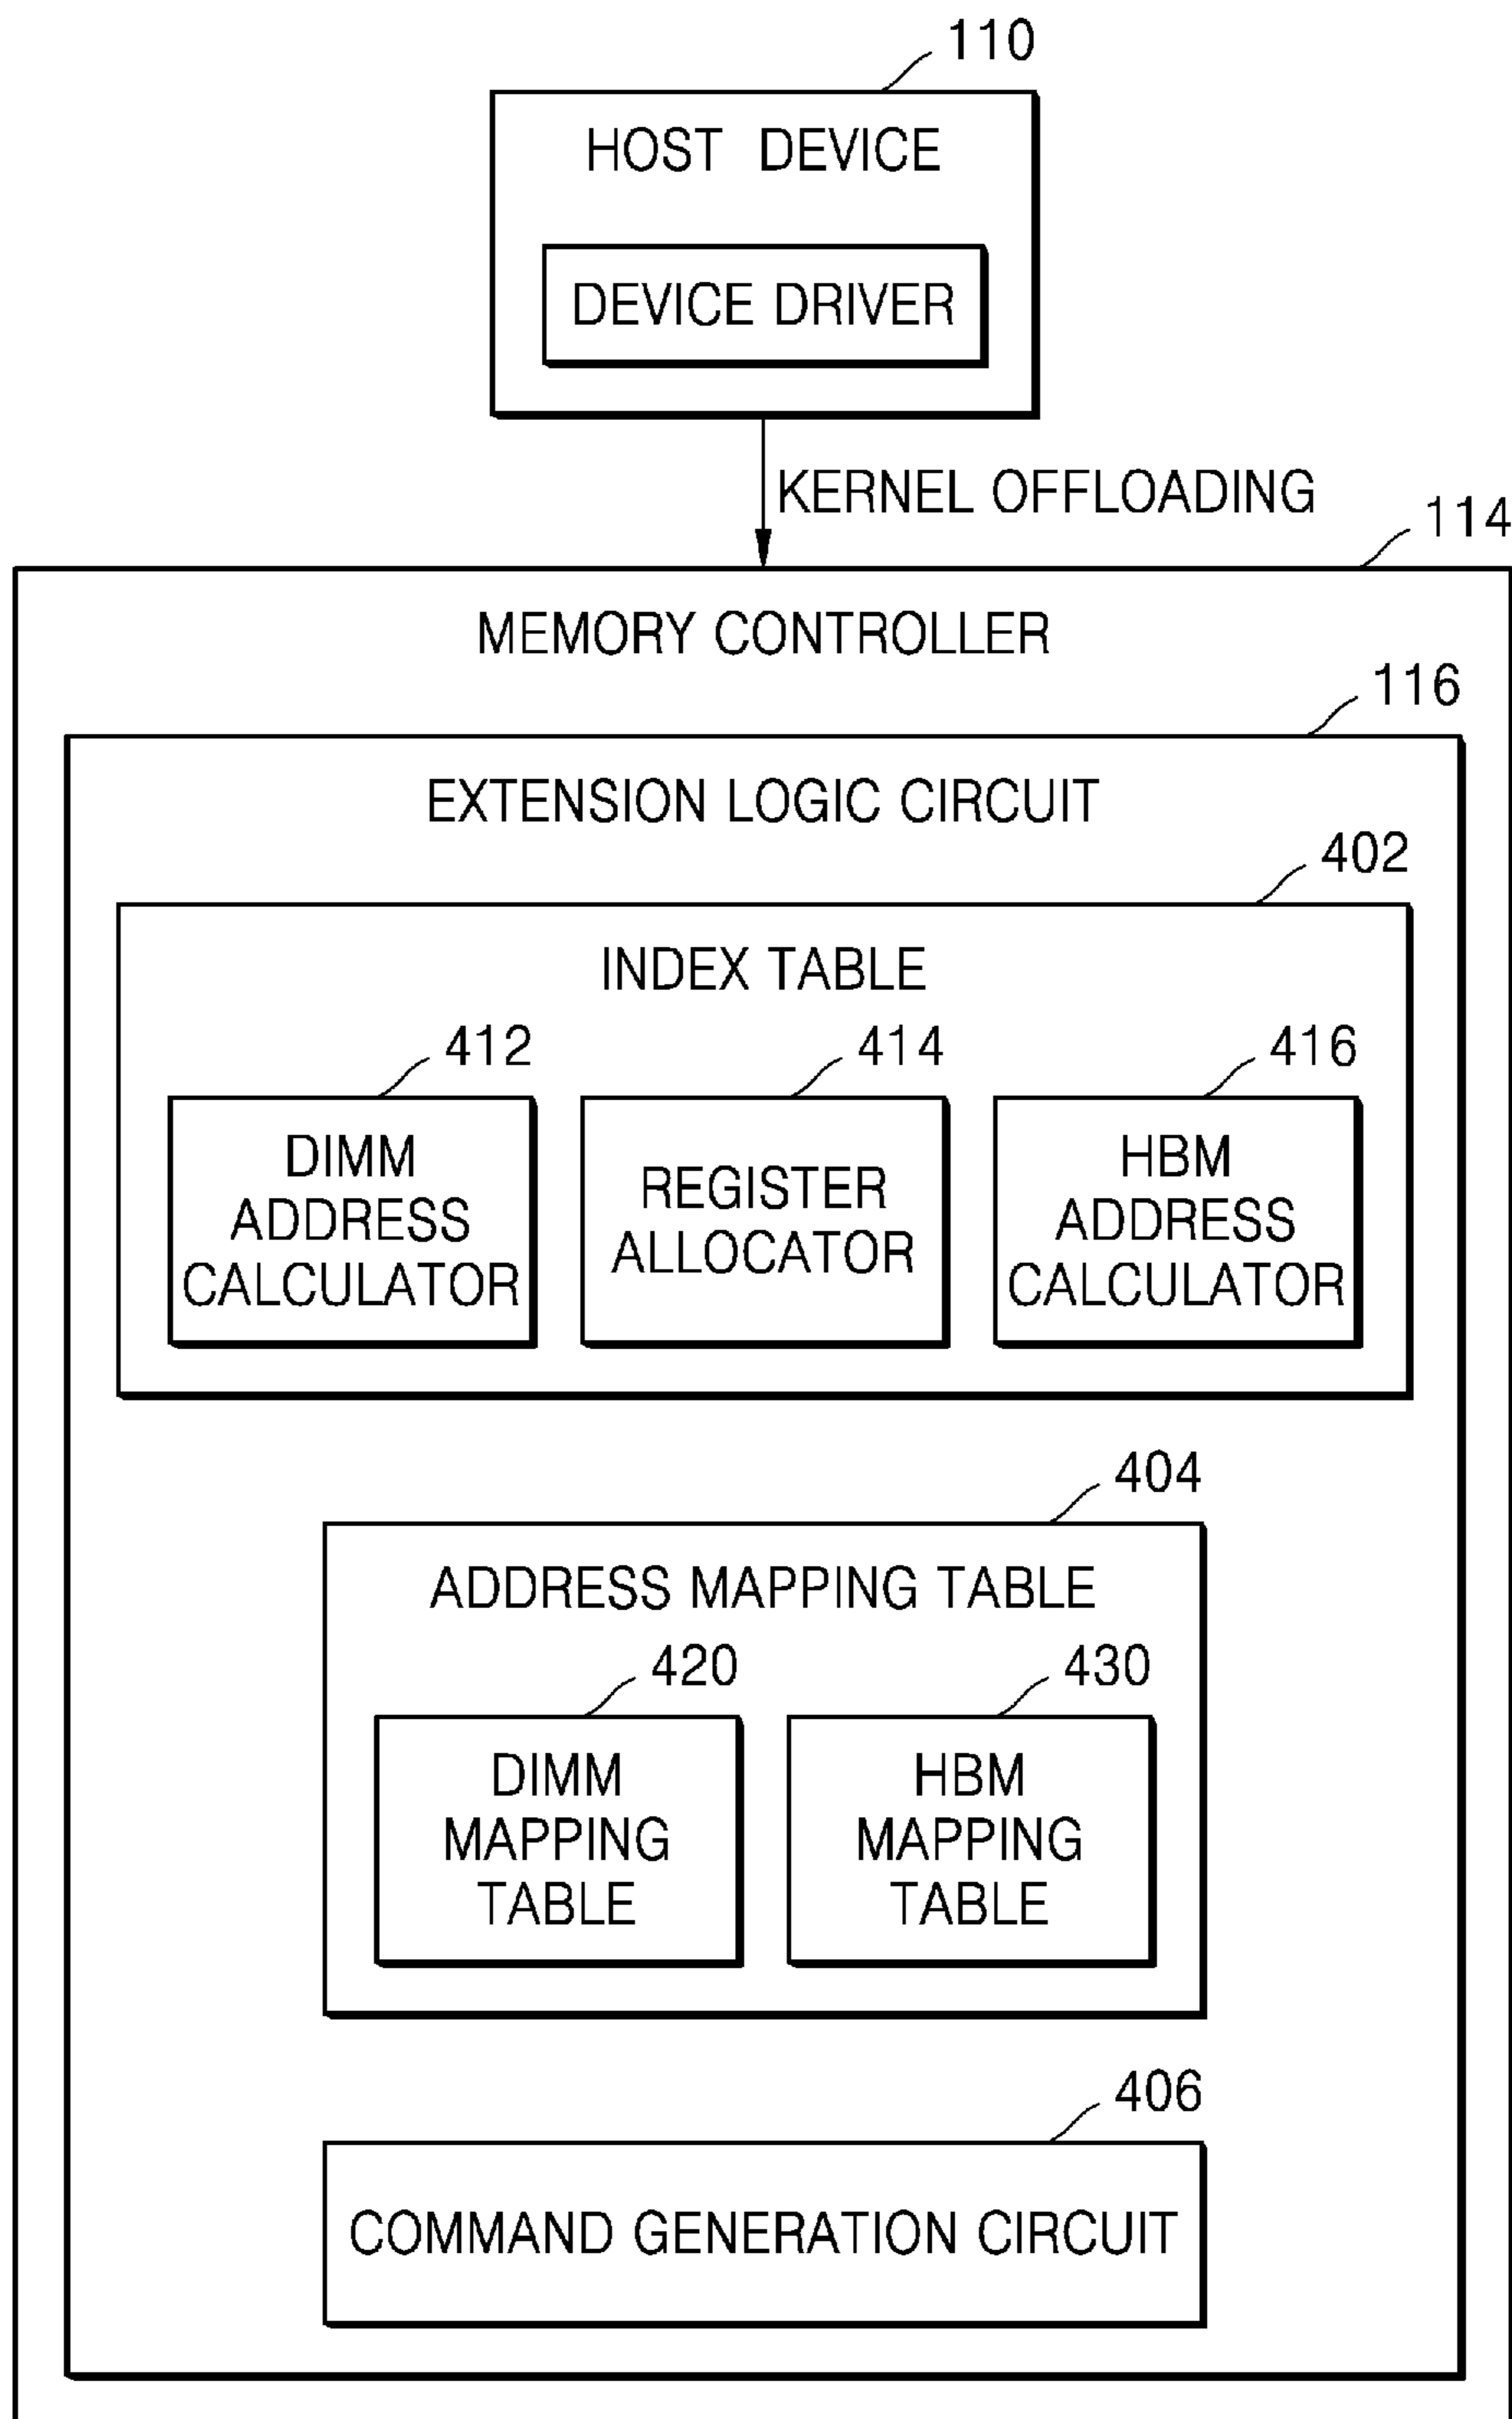 110
HOST DEVICE
DEVICE DRIVER
KERNEL OFFLOADING
114
MEMORY CONTROLLER
116
EXTENSION LOGIC CIRCUIT
402
INDEX TABLE
412
414
416
DIMM
ADDRESS
CALCULATOR
REGISTER
ALLOCATOR
HBM
ADDRESS
CALCULATOR
404
ADDRESS MAPPING TABLE
420
430
DIMM
MAPPING
TABLE
HBM
MAPPING
TABLE
406
COMMAND GENERATION CIRCUIT